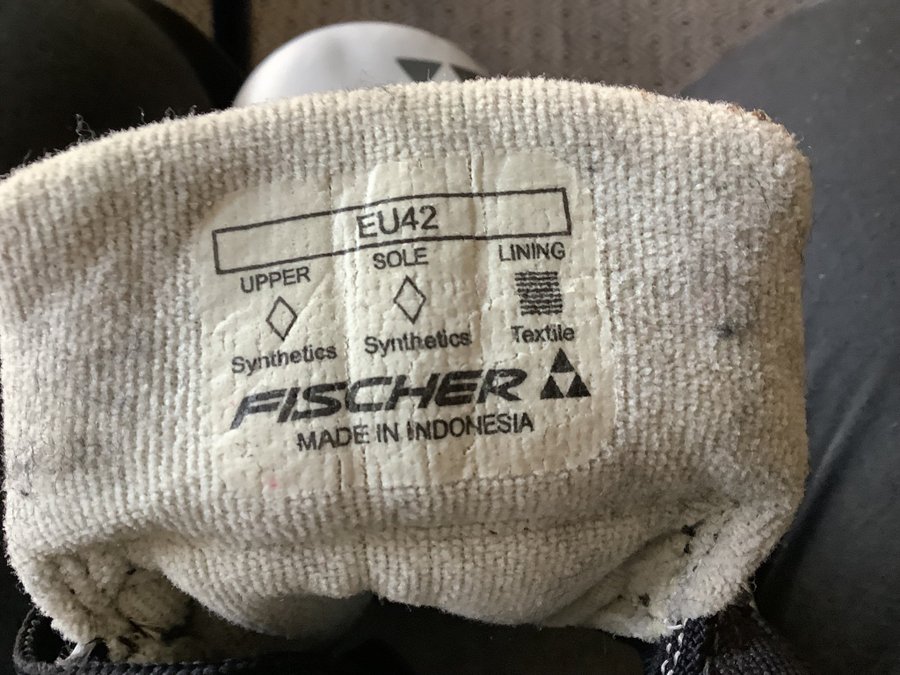 EU42
UPPER SOLE LINING
Synthetics Synthetics Textile
FISCHER
MADE IN INDONESIA